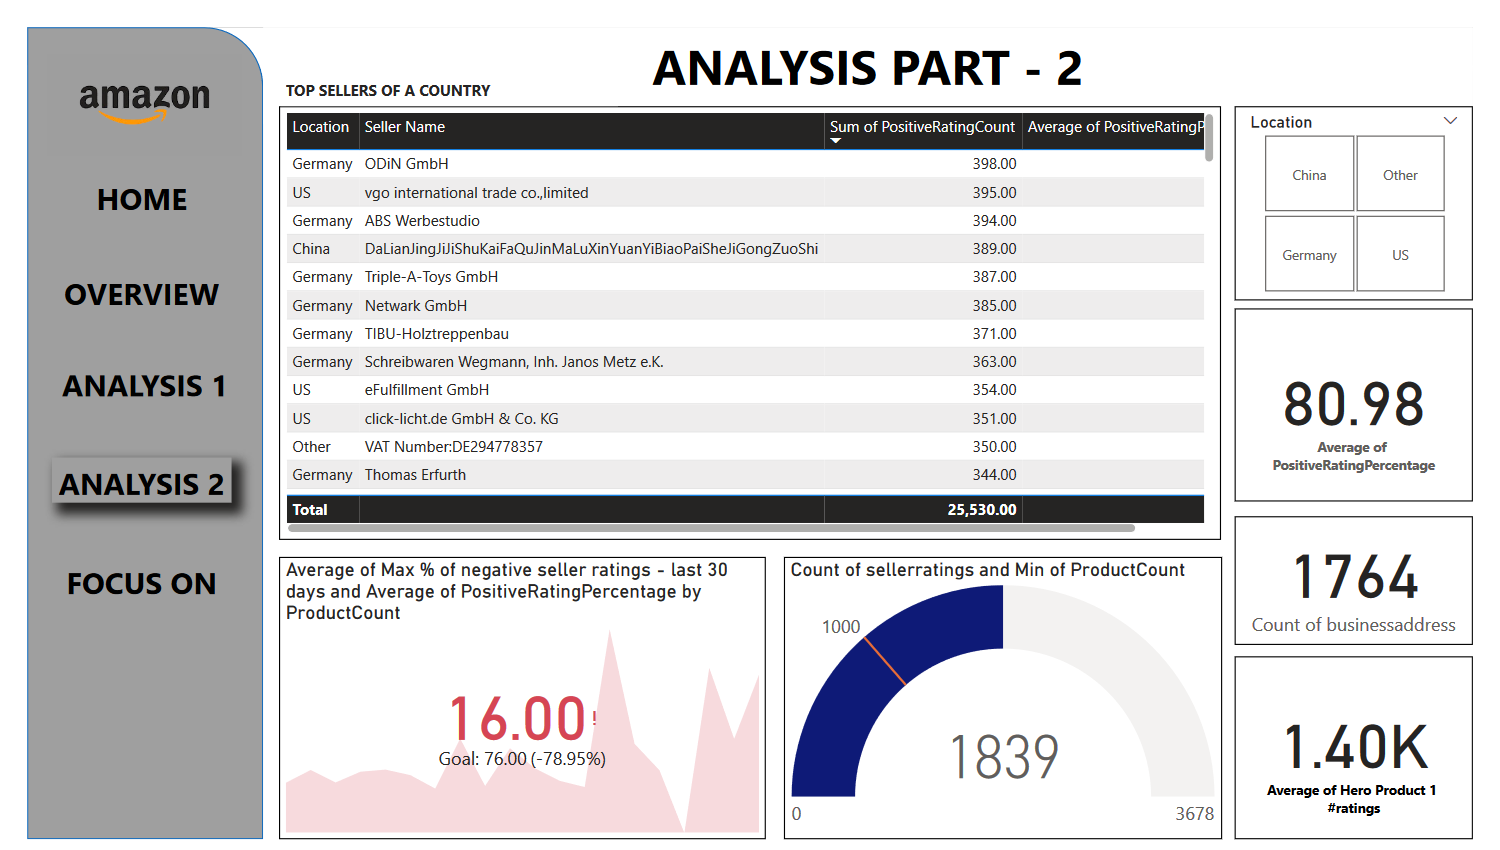 amazon
HOME
OVERVIEW
ANALYSIS 1
ANALYSIS 2
FOCUS ON
ANALYSIS PART - 2
TOP SELLERS OF A COUNTRY
Location Seller Name Sum of PositiveRatingCount Average of PositiveRatingP
Germany ODiN GmbH 398.00
US vgo international trade co.,limited 395.00
Germany ABS Werbestudio 394.00
China DaLianJingJiJiShuKaiFaQuJinMaLuXinYuanYiBiaoPaiSheJiGongZuoShi 389.00
Germany Triple-A-Toys GmbH 387.00
Germany Netwark GmbH 385.00
Germany TIBU-Holztreppenbau 371.00
Germany Schreibwaren Wegmann, Inh. Janos Metz e.K. 363.00
US eFulfillment GmbH 354.00
US click-licht.de GmbH & Co. KG 351.00
Other VAT Number:DE294778357 350.00
Germany Thomas Erfurth 344.00
Total 25,530.00
Location
China Other
Germany US
80.98
Average of
PositiveRatingPercentage
1764
Count of businessaddress
1.40K
Average of Hero Product 1
#ratings
Average of Max % of negative seller ratings - last 30
days and Average of PositiveRatingPercentage by
ProductCount
16.00!
Goal: 76.00 (-78.95%)
Count of sellerratings and Min of ProductCount
1000
1839
0 3678